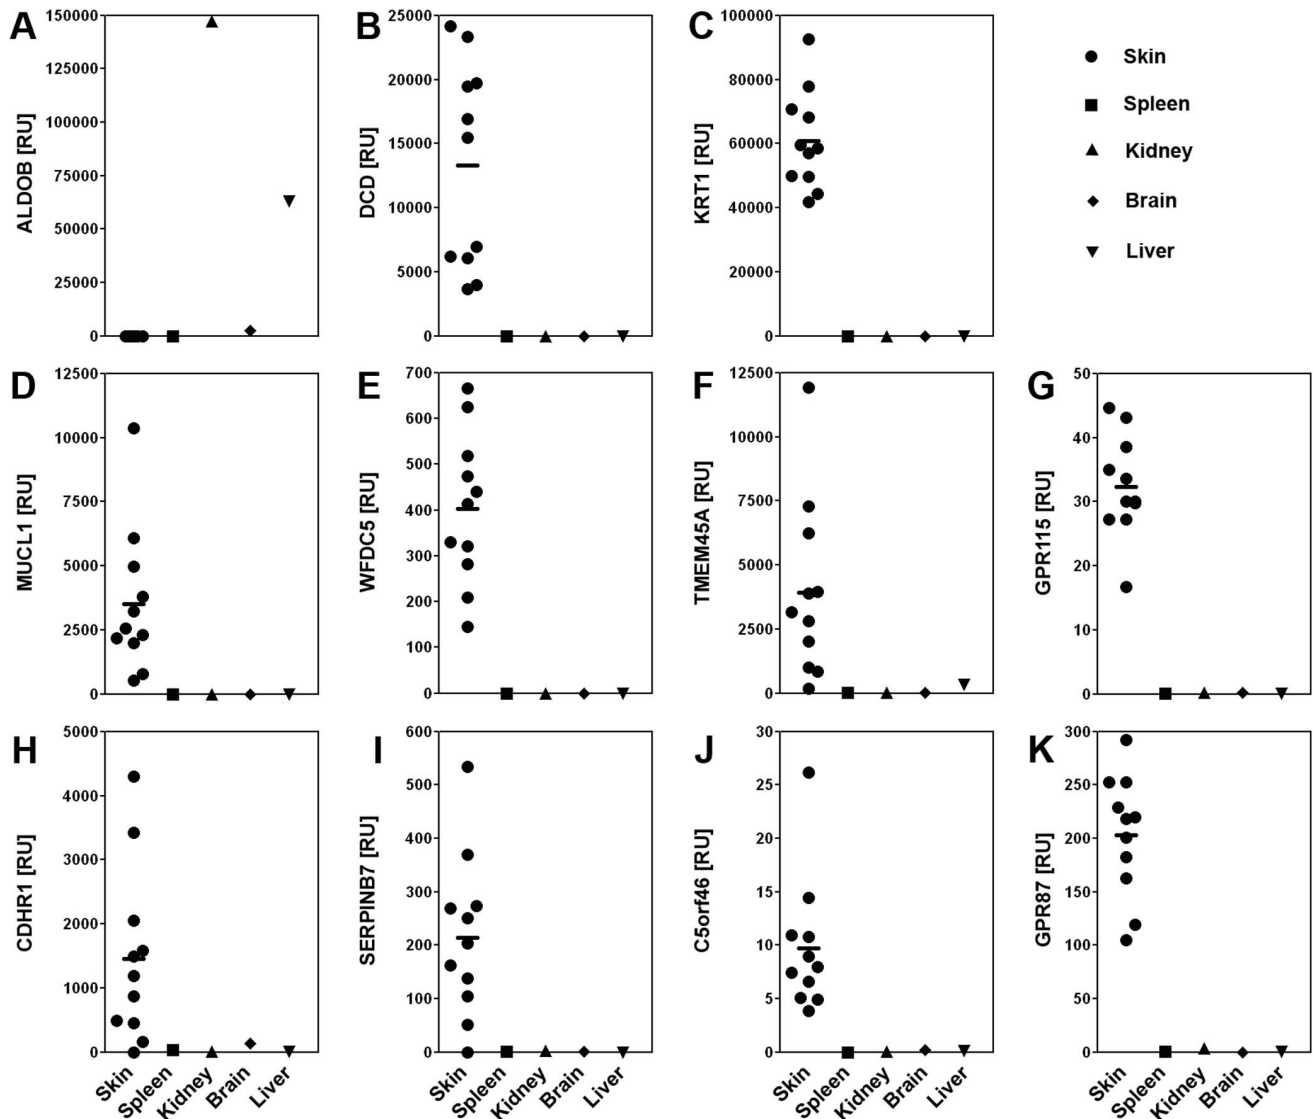 A
ALDOB [RU]
150000
125000
100000
75000
50000
25000
0
B
DCD [RU]
25000
20000
15000
10000
5000
0
C
KRT1 [RU]
100000
80000
60000
40000
20000
0
Skin
Spleen
Kidney
Brain
Liver
D
MUCL1 [RU]
12500
10000
7500
5000
2500
0
E
WFDC5 [RU]
700
600
500
400
300
200
100
0
F
TMEM45A [RU]
12500
10000
7500
5000
2500
0
G
GPR115 [RU]
50
40
30
20
10
0
H
CDHR1 [RU]
5000
4000
3000
2000
1000
0
Skin
Spleen
Kidney
Brain
Liver
I
SERPINB7 [RU]
600
500
400
300
200
100
0
Skin
Spleen
Kidney
Brain
Liver
J
C5orf46 [RU]
30
25
20
15
10
5
0
Skin
Spleen
Kidney
Brain
Liver
K
GPR87 [RU]
300
250
200
150
100
50
0
Skin
Spleen
Kidney
Brain
Liver